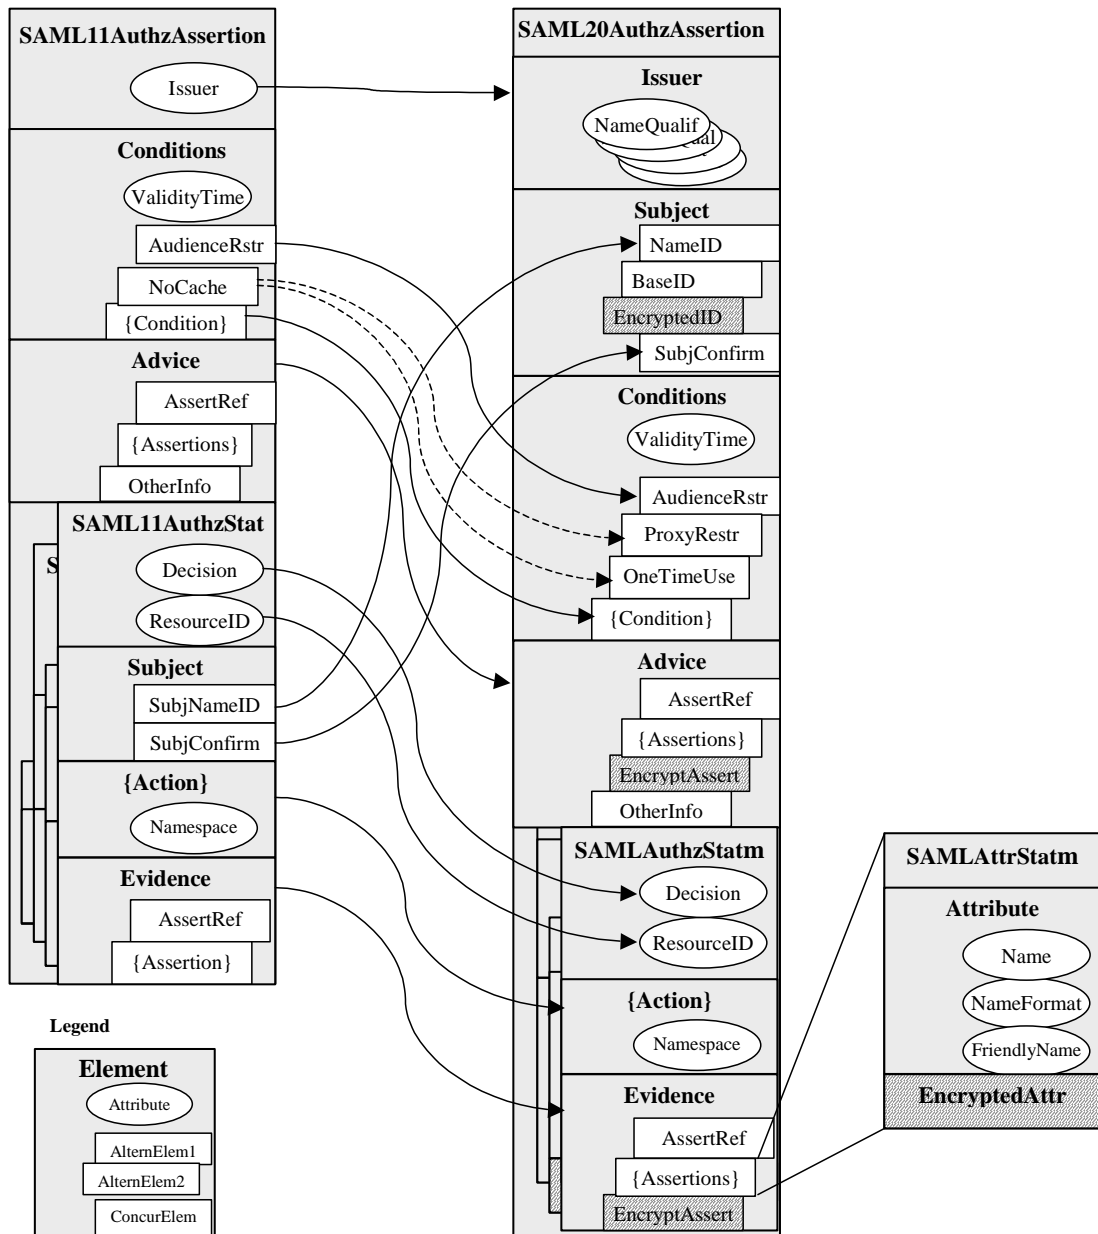 SAML11AuthzAssertion
Issuer
Conditions
ValidityTime
AudienceRstr
NoCache
{Condition}
Advice
AssertRef
{Assertions}
OtherInfo
SAML11AuthzStat
S
Decision
ResourceID
Subject
SubjNameID
SubjConfirm
{Action}
Namespace
Evidence
AssertRef
{Assertion}
Legend
Element
Attribute
AlternElem1
AlternElem2
ConcurElem
SAML20AuthzAssertion
Issuer
NameQualif
Subject
NameID
BaseID
EncryptedID
SubjConfirm
Conditions
ValidityTime
AudienceRstr
ProxyRestr
OneTimeUse
{Condition}
Advice
AssertRef
{Assertions}
EncryptAssert
OtherInfo
SAMLAuthzStatm
Decision
ResourceID
{Action}
Namespace
Evidence
AssertRef
{Assertions}
EncryptAssert
SAMLAttrStatm
Attribute
Name
NameFormat
FriendlyName
EncryptedAttr